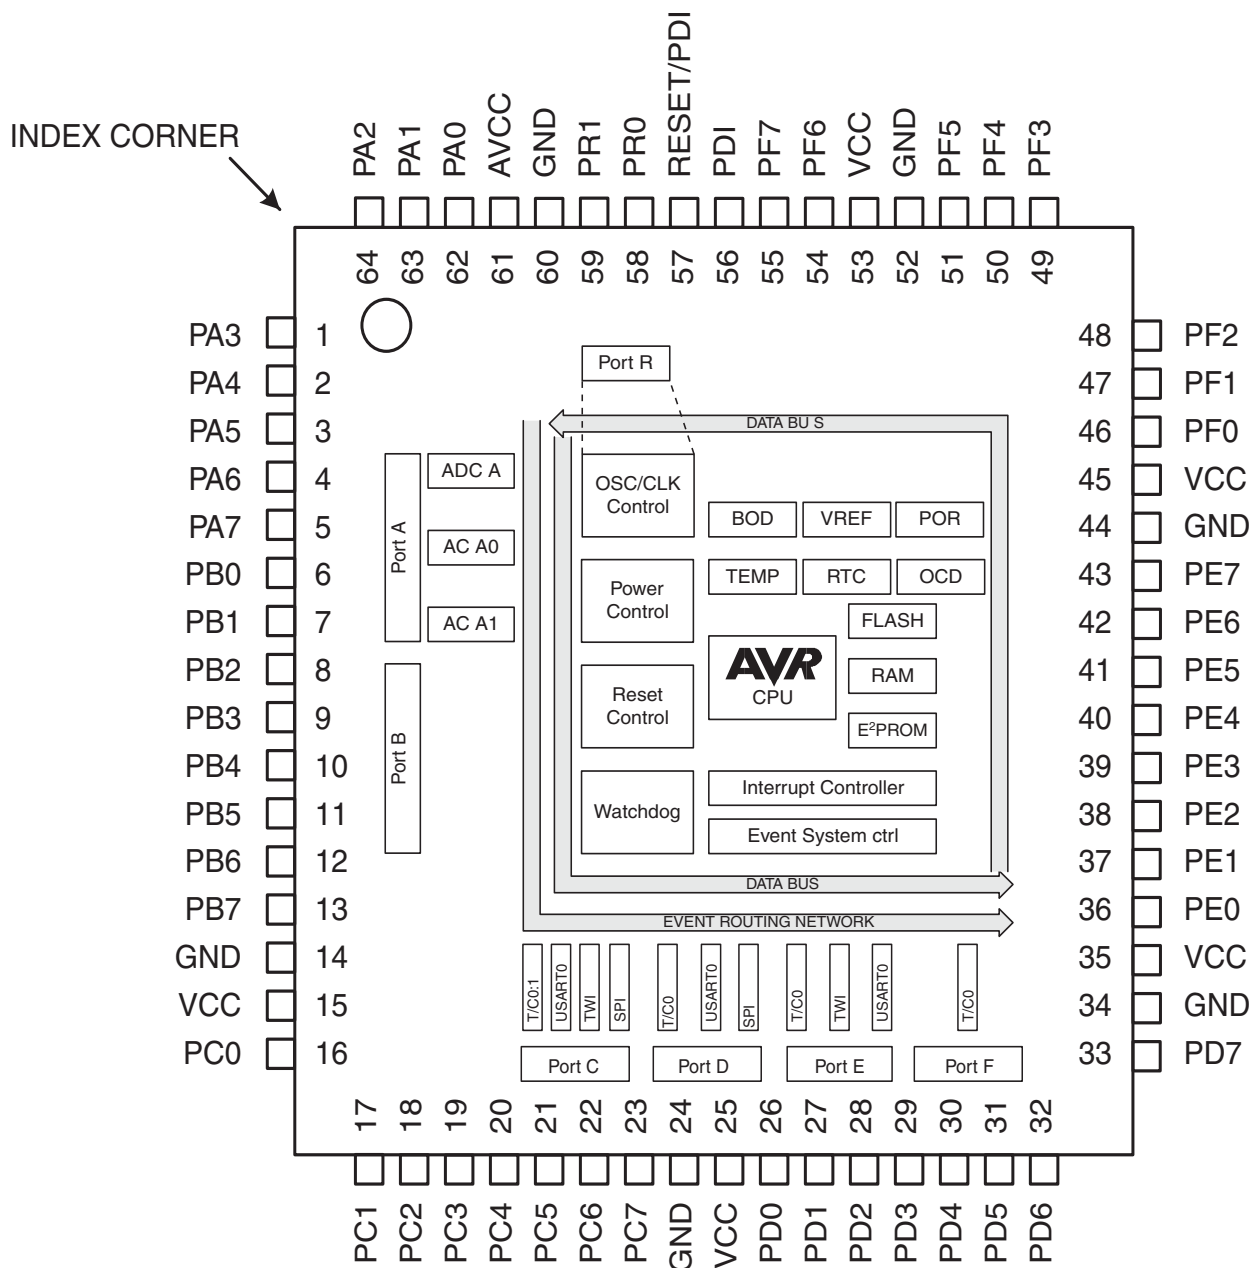 INDEX CORNER
PA2
PA1
PA0
AVCC
GND
PR1
PR0
RESET/PDI
PDI
PF7
PF6
VCC
GND
PF5
PF4
PF3
64
63
62
61
60
59
58
57
56
55
54
53
52
51
50
49
PA3 1
PA4 2
PA5 3
PA6 4
PA7 5
PB0 6
PB1 7
PB2 8
PB3 9
PB4 10
PB5 11
PB6 12
PB7 13
GND 14
VCC 15
PC0 16
48 PF2
47 PF1
46 PF0
45 VCC
44 GND
43 PE7
42 PE6
41 PE5
40 PE4
39 PE3
38 PE2
37 PE1
36 PE0
35 VCC
34 GND
33 PD7
Port R
DATA BU S
Port A
ADC A
AC A0
AC A1
Port B
OSC/CLK
Control
Power
Control
Reset
Control
Watchdog
BOD
VREF
POR
TEMP
RTC
OCD
FLASH
AVR
CPU
RAM
E²PROM
Interrupt Controller
Event System ctrl
DATA BUS
EVENT ROUTING NETWORK
T/C0:1
USART0
TWI
SPI
T/C0
USART0
SPI
T/C0
TWI
USART0
T/C0
Port C
Port D
Port E
Port F
17
18
19
20
21
22
23
24
25
26
27
28
29
30
31
32
PC1
PC2
PC3
PC4
PC5
PC6
PC7
GND
VCC
PD0
PD1
PD2
PD3
PD4
PD5
PD6